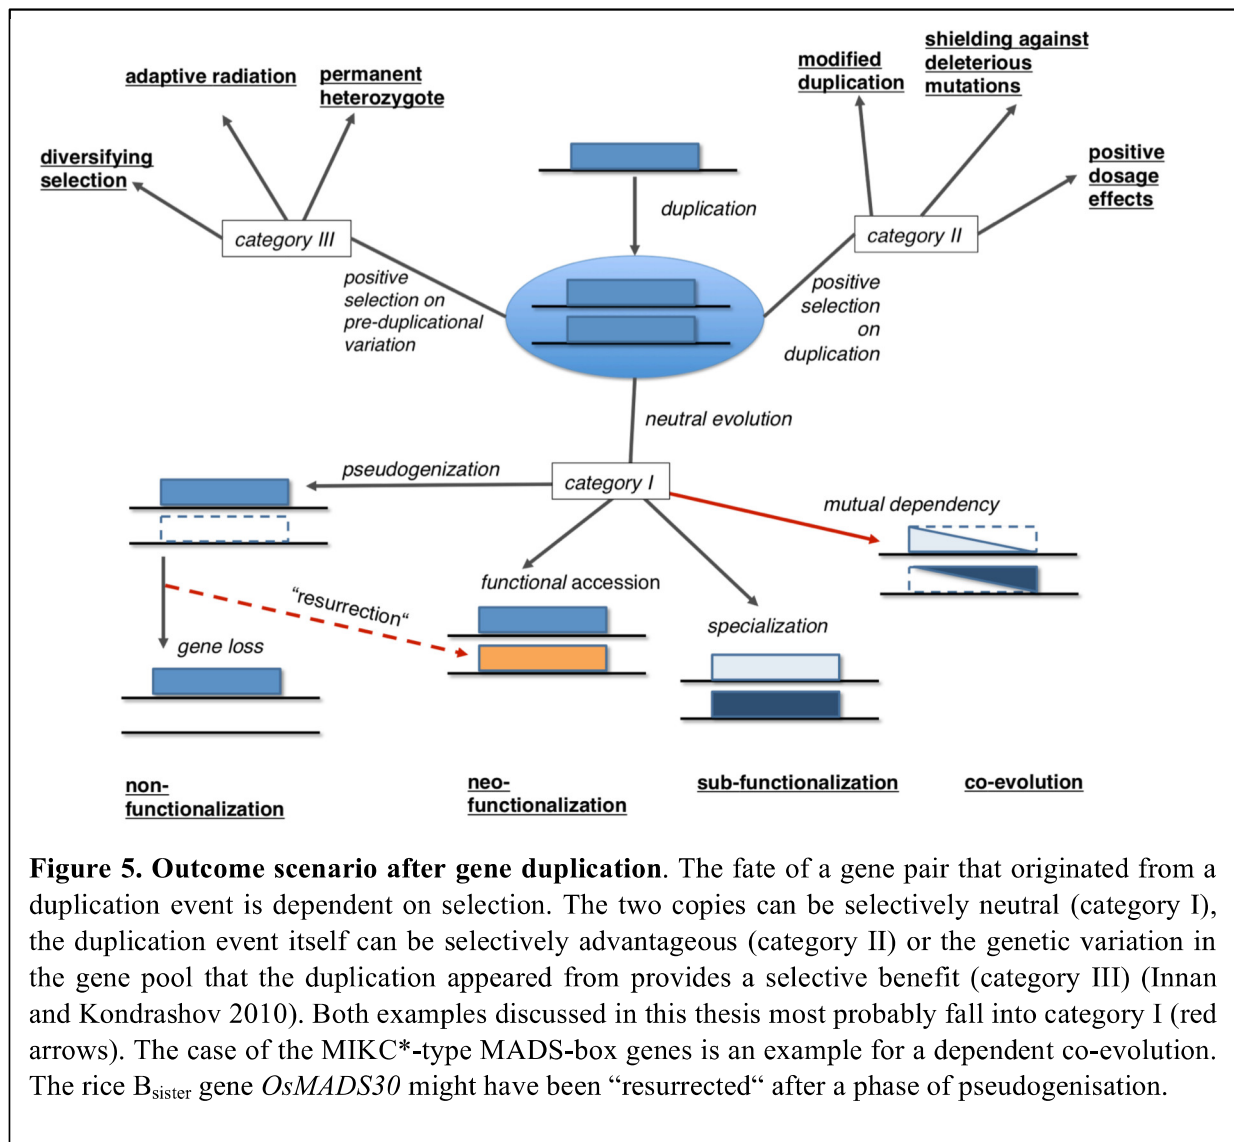 adaptive radiation
permanent
heterozygote
diversifying
selection
category III
positive
selection on
pre-duplicational
variation
duplication
modified
duplication
shielding against
deleterious
mutations
positive
dosage
effects
category II
positive
selection
on
duplication
neutral evolution
category I
pseudogenization
mutual dependency
"resurrection“
functional accession
specialization
gene loss
non-
functionalization
neo-
functionalization
sub-functionalization
co-evolution
Figure 5. Outcome scenario after gene duplication. The fate of a gene pair that originated from a
duplication event is dependent on selection. The two copies can be selectively neutral (category I),
the duplication event itself can be selectively advantageous (category II) or the genetic variation in
the gene pool that the duplication appeared from provides a selective benefit (category III) (Innan
and Kondrashov 2010). Both examples discussed in this thesis most probably fall into category I (red
arrows). The case of the MIKC*-type MADS-box genes is an example for a dependent co-evolution.
The rice Bsister gene OsMADS30 might have been “resurrected“ after a phase of pseudogenisation.